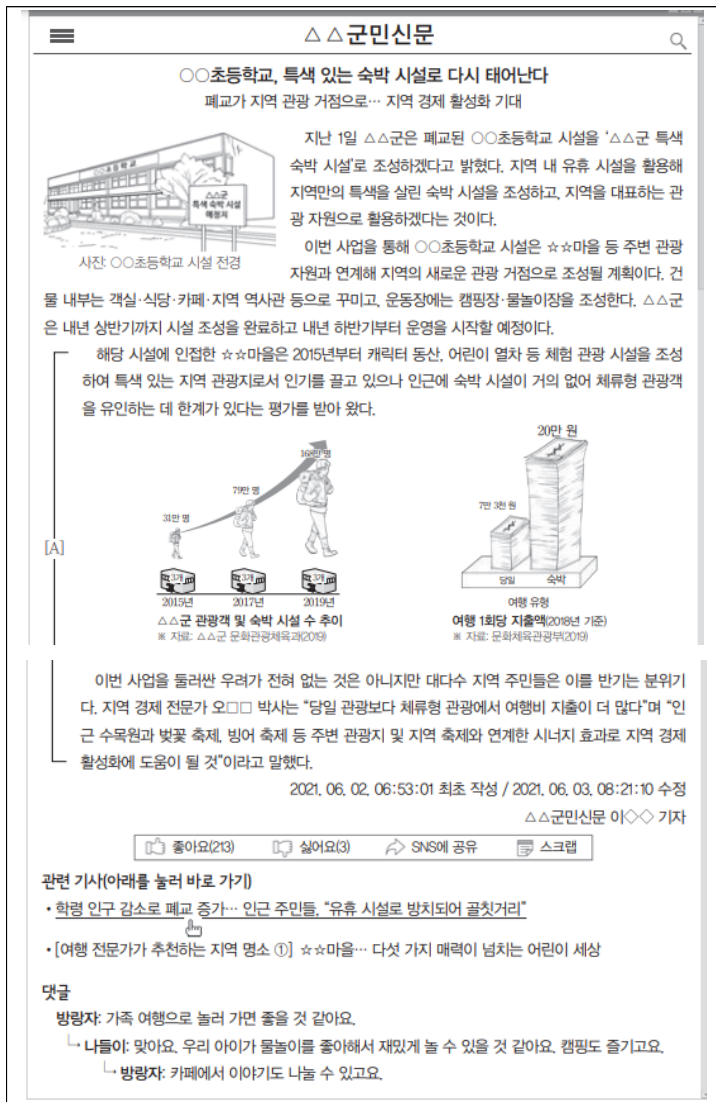 △△군민신문
○○초등학교, 특색 있는 숙박 시설로 다시 태어난다
폐교가 지역 관광 거점으로… 지역 경제 활성화 기대
○○초등학교
△△군
특색 숙박 시설
예정지
사진: ○○초등학교 시설 전경
지난 1일 △△군은 폐교된 ○○초등학교 시설을 ‘△△군 특색
숙박 시설’로 조성하겠다고 밝혔다. 지역 내 유휴 시설을 활용해
지역만의 특색을 살린 숙박 시설을 조성하고, 지역을 대표하는 관
광 자원으로 활용하겠다는 것이다.
이번 사업을 통해 ○○초등학교 시설은 ☆☆마을 등 주변 관광
자원과 연계해 지역의 새로운 관광 거점으로 조성될 계획이다. 건
물 내부는 객실·식당·카페·지역 역사관 등으로 꾸미고, 운동장에는 캠핑장·물놀이장을 조성한다. △△군
은 내년 상반기까지 시설 조성을 완료하고 내년 하반기부터 운영을 시작할 예정이다.
[A]
해당 시설에 인접한 ☆☆마을은 2015년부터 캐릭터 동산, 어린이 열차 등 체험 관광 시설을 조성
하여 특색 있는 지역 관광지로서 인기를 끌고 있으나 인근에 숙박 시설이 거의 없어 체류형 관광객
을 유인하는 데 한계가 있다는 평가를 받아 왔다.
31만 명
79만 명
168만 명
3개
3개
3개
2015년
2017년
2019년
△△군 관광객 및 숙박 시설 수 추이
※ 자료: △△군 문화관광체육과(2019)
7만 3천 원
20만 원
당일
숙박
여행 유형
여행 1회당 지출액(2018년 기준)
※ 자료: 문화체육관광부(2019)
이번 사업을 둘러싼 우려가 전혀 없는 것은 아니지만 대다수 지역 주민들은 이를 반기는 분위기
다. 지역 경제 전문가 오□□ 박사는 “당일 관광보다 체류형 관광에서 여행비 지출이 더 많다”며 “인
근 수목원과 벚꽃 축제, 빙어 축제 등 주변 관광지 및 지역 축제와 연계한 시너지 효과로 지역 경제
활성화에 도움이 될 것”이라고 말했다.
2021. 06. 02. 06:53:01 최초 작성 / 2021. 06. 03. 08:21:10 수정
△△군민신문 이◇◇ 기자
좋아요(213) 싫어요(3) SNS에 공유 스크랩
관련 기사(아래를 눌러 바로 가기)
• 학령 인구 감소로 폐교 증가… 인근 주민들, “유휴 시설로 방치되어 골칫거리”
• [여행 전문가가 추천하는 지역 명소 ①] ☆☆마을… 다섯 가지 매력이 넘치는 어린이 세상
댓글
방랑자: 가족 여행으로 놀러 가면 좋을 것 같아요.
나들이: 맞아요. 우리 아이가 물놀이를 좋아해서 재밌게 놀 수 있을 것 같아요. 캠핑도 즐기고요.
방랑자: 카페에서 이야기도 나눌 수 있고요.